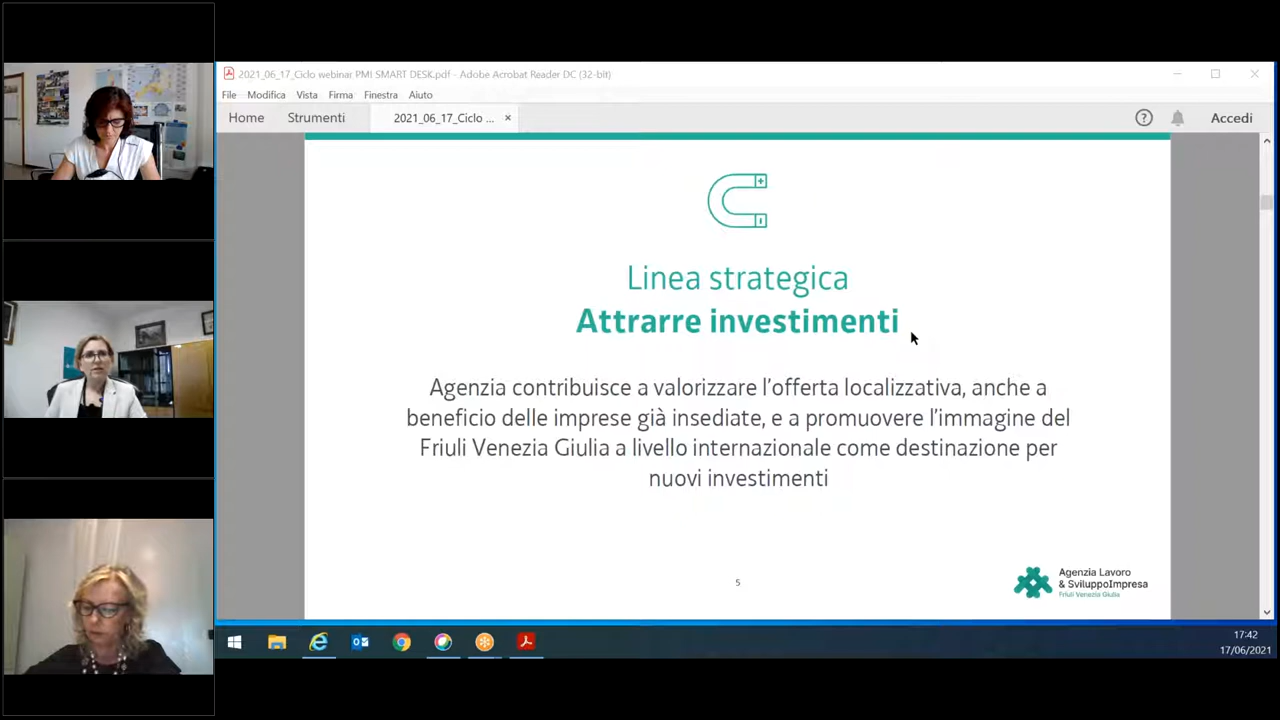 2021_06_17_Ciclo webinar PMI SMART DESK.pdf - Adobe Acrobat Reader DC (32-bit)
File Modifica Vista Firma Finestra Aiuto
Home Strumenti 2021_06_17_Ciclo ... × ? Accedi
Linea strategica
Attrarre investimenti
Agenzia contribuisce a valorizzare l'offerta localizzativa, anche a
beneficio delle imprese già insediate, e a promuovere l'immagine del
Friuli Venezia Giulia a livello internazionale come destinazione per
nuovi investimenti
5
Agenzia Lavoro
& SviluppoImpresa
Friuli Venezia Giulia
17:42
17/06/2021